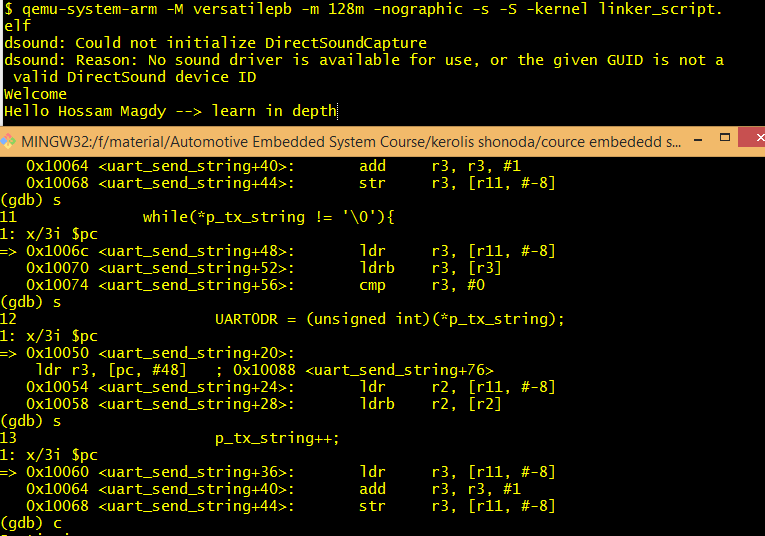 $ qemu-system-arm -M versatilepb -m 128m -nographic -s -S -kernel linker_script.
elf
dsound: Could not initialize DirectSoundCapture
dsound: Reason: No sound driver is available for use, or the given GUID is not a
 valid DirectSound device ID
Welcome
Hello Hossam Magdy --> learn in depth
MINGW32:/f/material/Automotive Embedded System Course/kerolis shonoda/cource embededd s...
   0x10064 <uart_send_string+40>:       add     r3, r3, #1
   0x10068 <uart_send_string+44>:       str     r3, [r11, #-8]
(gdb) s
11              while(*p_tx_string != '\0'){
1: x/3i $pc
=> 0x1006c <uart_send_string+48>:       ldr     r3, [r11, #-8]
   0x10070 <uart_send_string+52>:       ldrb    r3, [r3]
   0x10074 <uart_send_string+56>:       cmp     r3, #0
(gdb) s
12                      UART0DR = (unsigned int)(*p_tx_string);
1: x/3i $pc
=> 0x10050 <uart_send_string+20>:
    ldr r3, [pc, #48]   ; 0x10088 <uart_send_string+76>
   0x10054 <uart_send_string+24>:       ldr     r2, [r11, #-8]
   0x10058 <uart_send_string+28>:       ldrb    r2, [r2]
(gdb) s
13                      p_tx_string++;
1: x/3i $pc
=> 0x10060 <uart_send_string+36>:       ldr     r3, [r11, #-8]
   0x10064 <uart_send_string+40>:       add     r3, r3, #1
   0x10068 <uart_send_string+44>:       str     r3, [r11, #-8]
(gdb) c